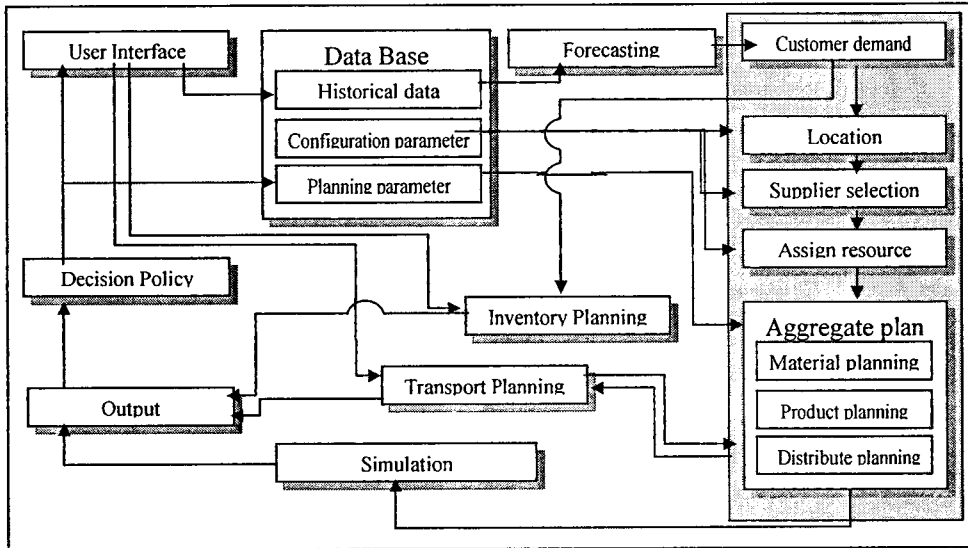 User Interface
Data Base
Historical data
Configuration parameter
Planning parameter
Forecasting
Customer demand
Location
Supplier selection
Assign resource
Decision Policy
Inventory Planning
Aggregate plan
Material planning
Product planning
Distribute planning
Transport Planning
Output
Simulation